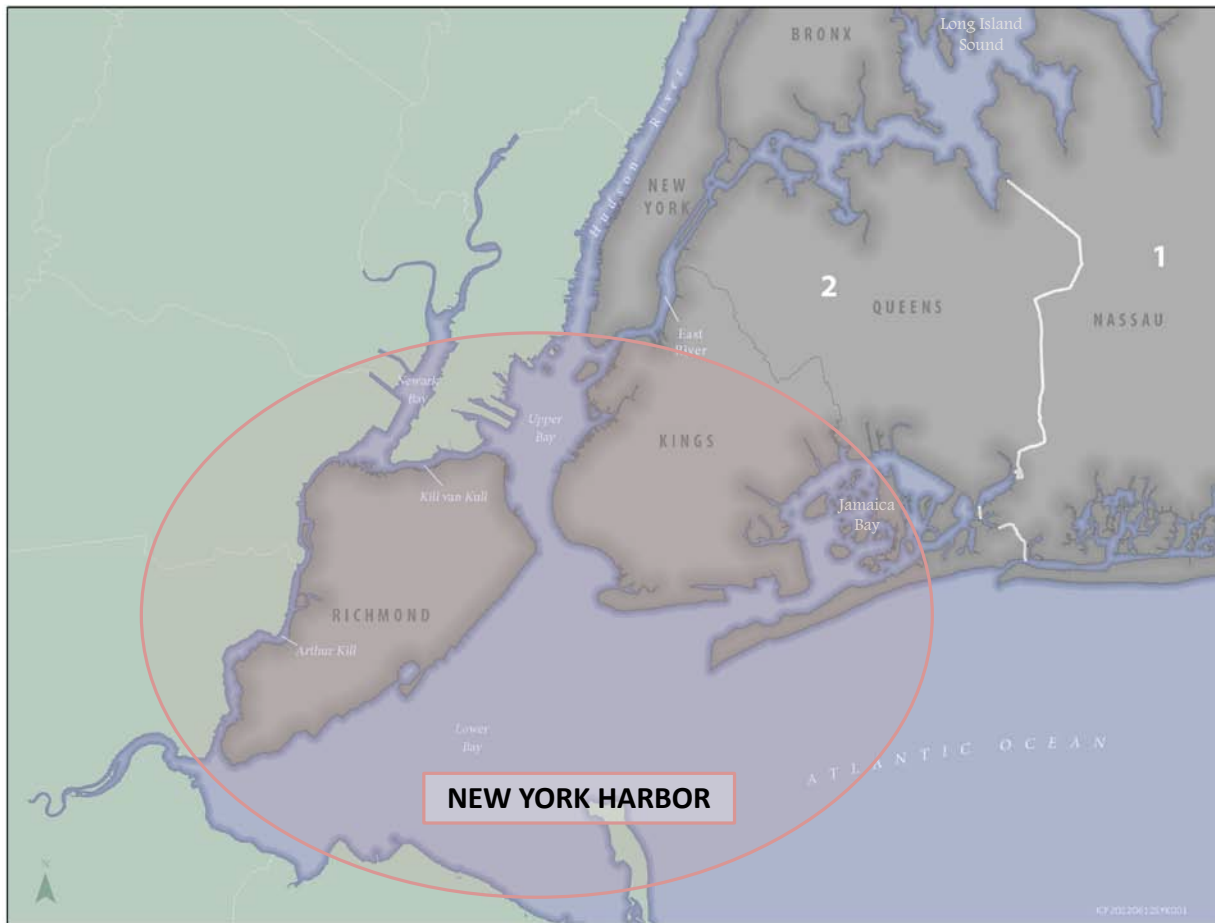 BRONX
Long Island
Sound
Hudson River
NEW
YORK
1
2
QUEENS
NASSAU
East
River
Newark
Bay
Upper
Bay
KINGS
Kill van Kull
Jamaica
Bay
RICHMOND
Arthur Kill
Lower
Bay
ATLANTIC OCEAN
NEW YORK HARBOR
N